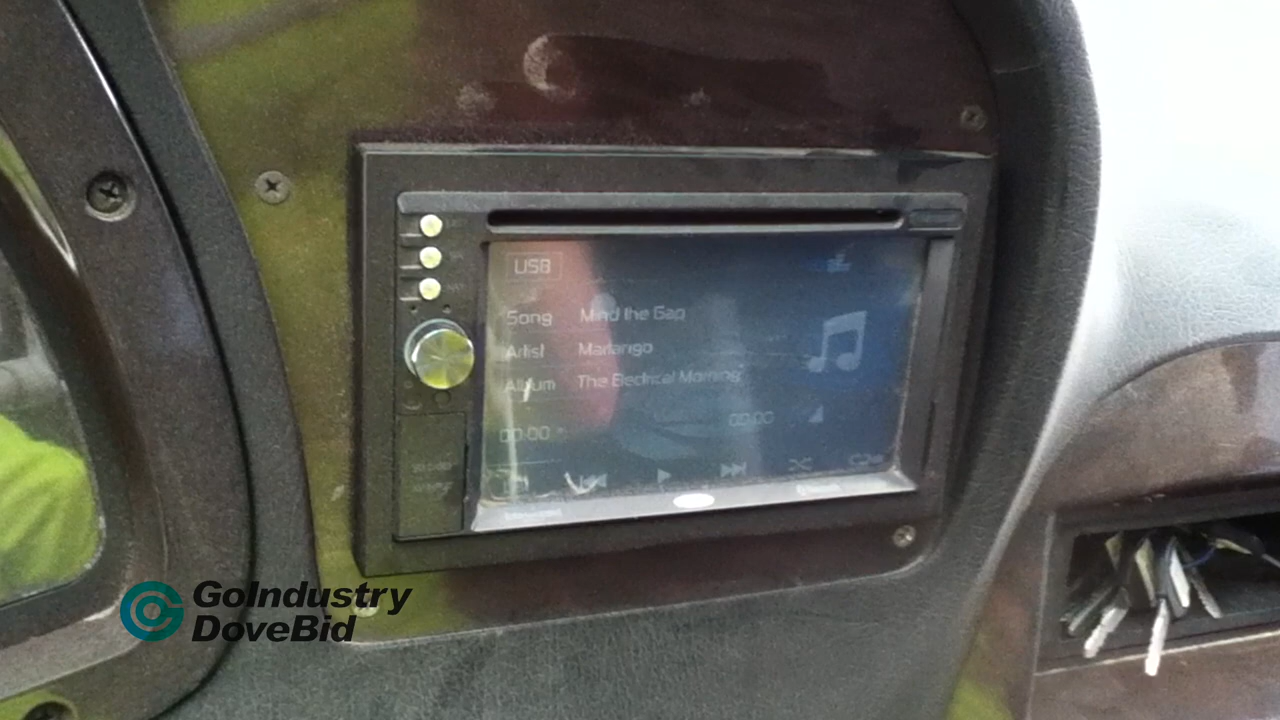 USB
Song Mind the Gap
Artist Marlango
Album The Electrical Morning
00:00 00:00
GoIndustry
DoveBid